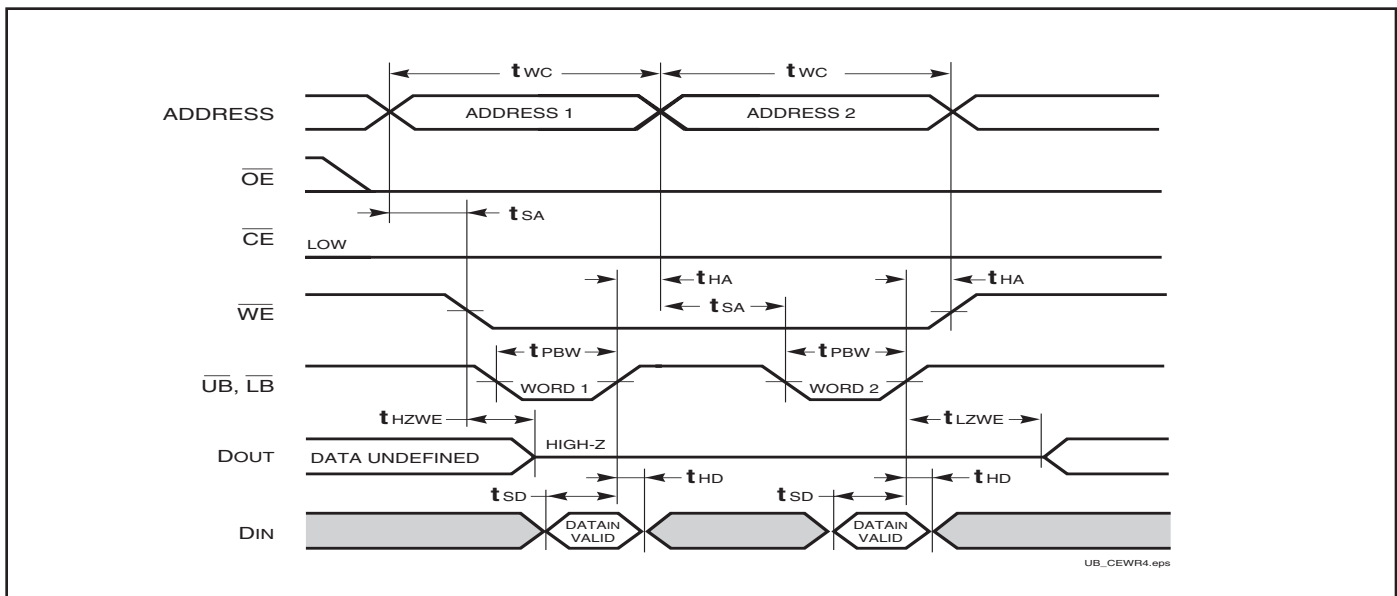 tWC tWC
ADDRESS ADDRESS 1 ADDRESS 2
OE
tSA
CE LOW
tHA tHA
WE tSA
tPBW tPBW
UB, LB WORD 1 WORD 2
tHZWE tLZWE
DOUT DATA UNDEFINED HIGH-Z
tSD tHD tSD tHD
DIN DATAIN VALID DATAIN VALID
UB_CEWR4.eps